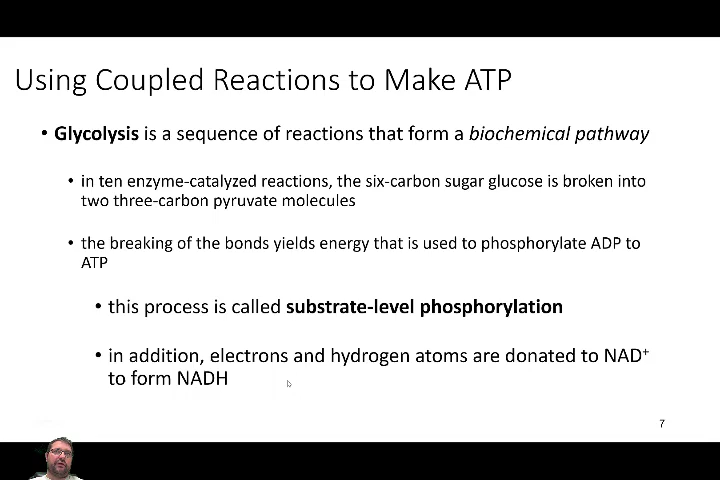 Using Coupled Reactions to Make ATP
• Glycolysis is a sequence of reactions that form a biochemical pathway
• in ten enzyme-catalyzed reactions, the six-carbon sugar glucose is broken into
two three-carbon pyruvate molecules
• the breaking of the bonds yields energy that is used to phosphorylate ADP to
ATP
• this process is called substrate-level phosphorylation
• in addition, electrons and hydrogen atoms are donated to NAD⁺
to form NADH
7